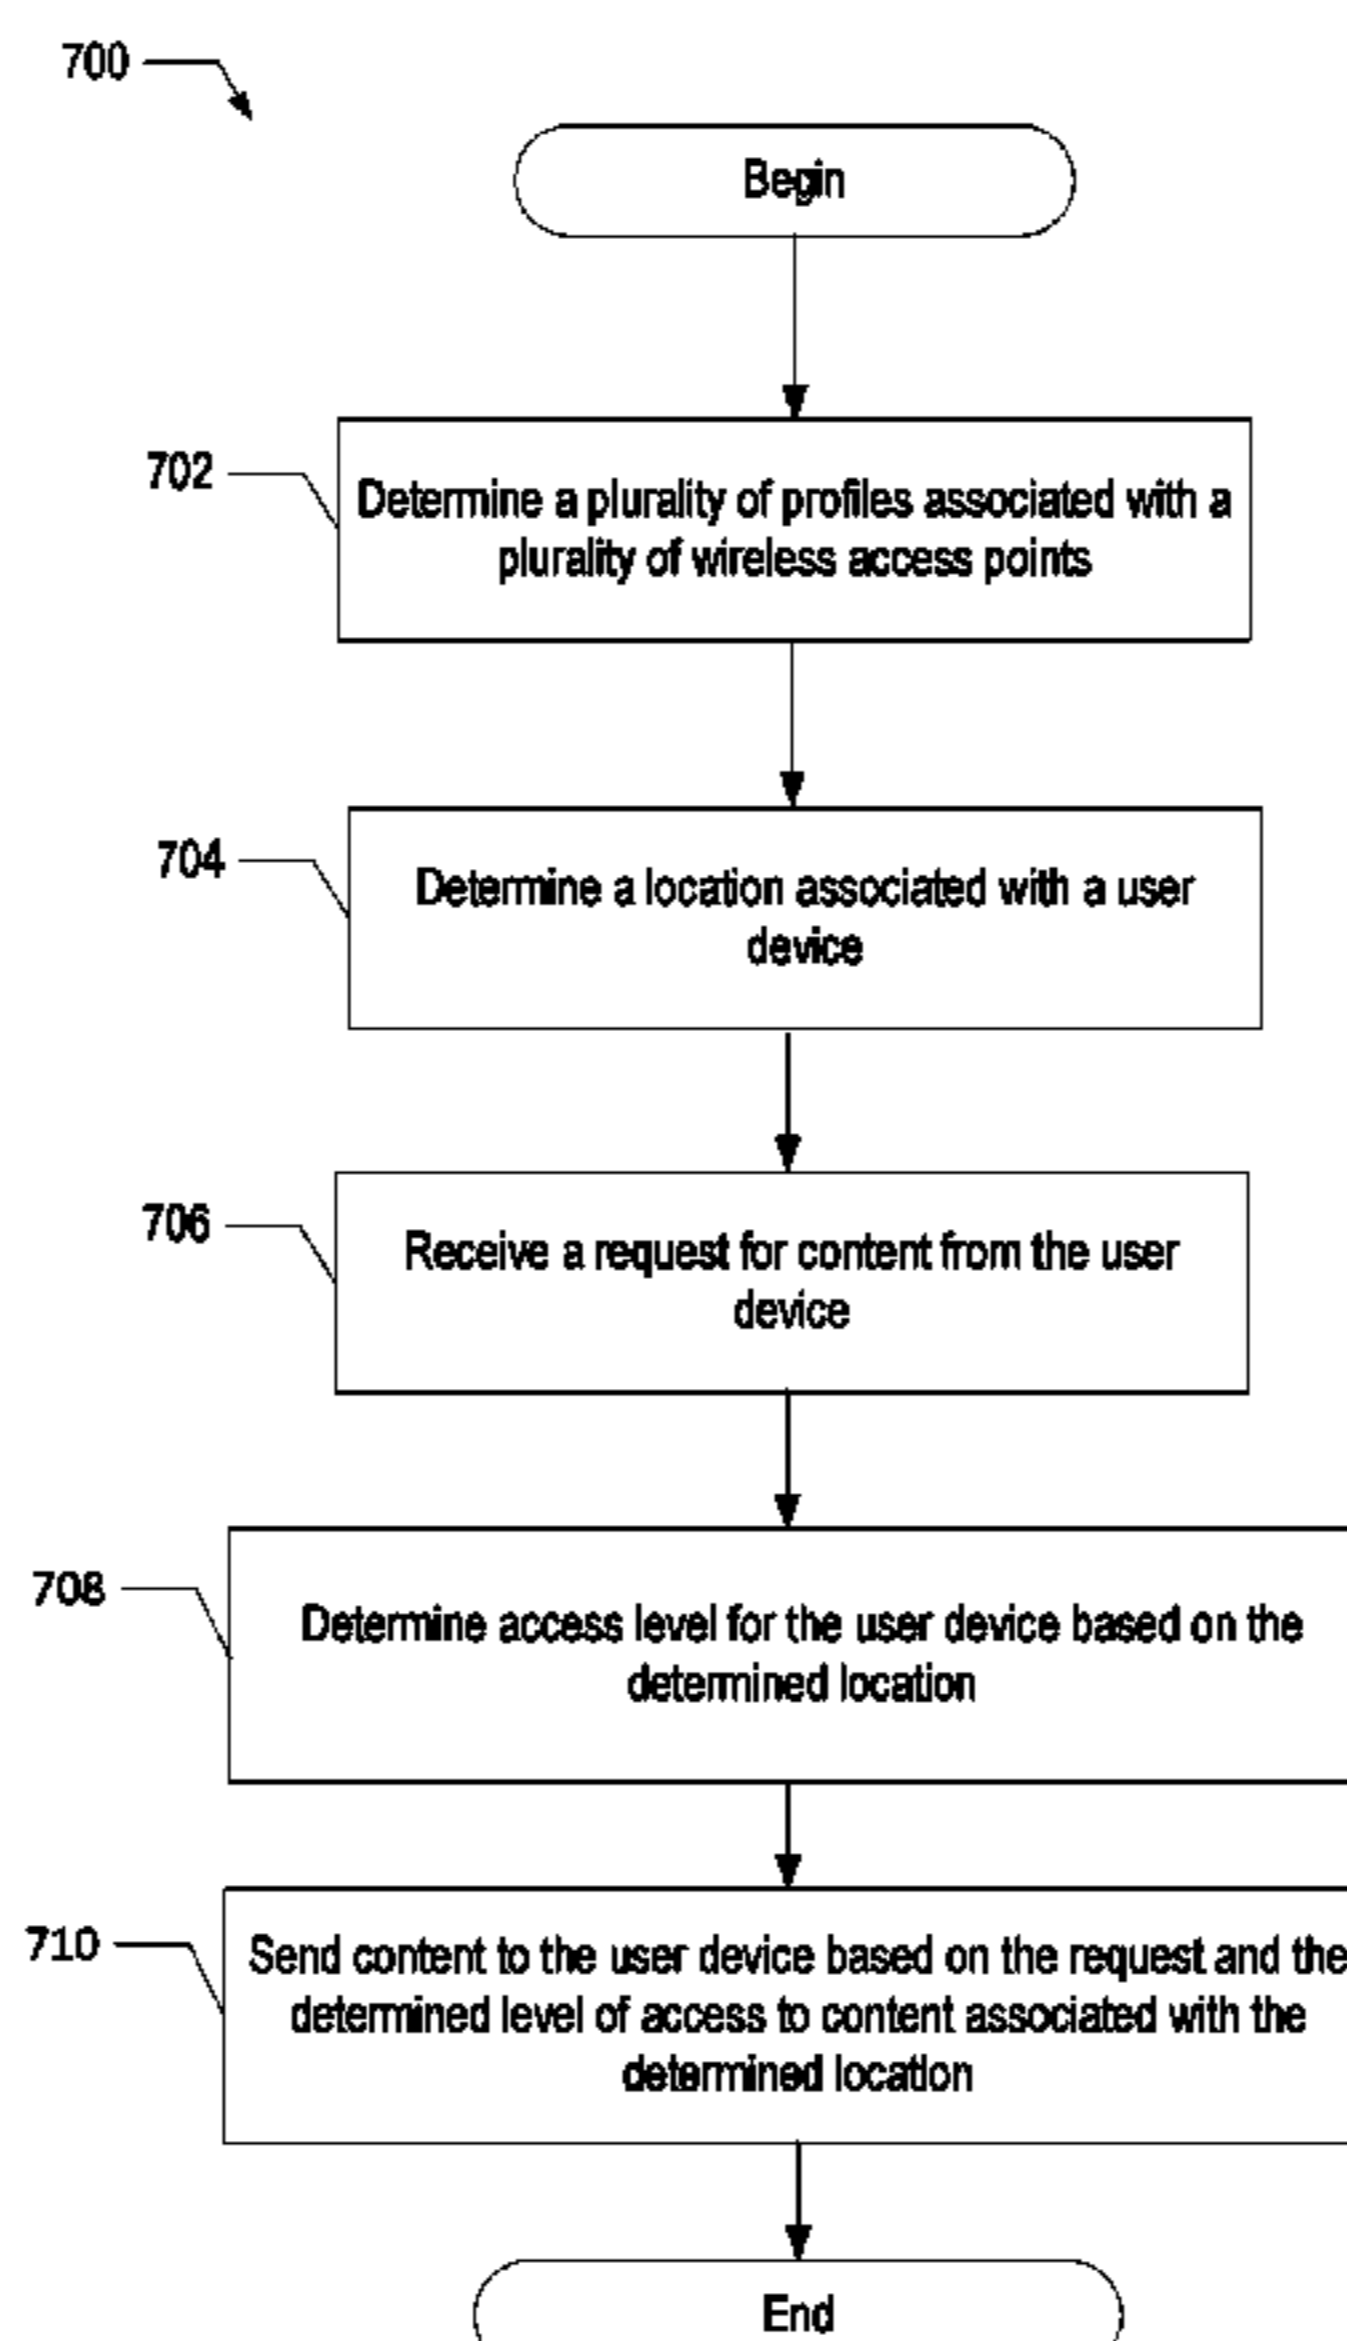 700
Begin
702
Determine a plurality of profiles associated with a
plurality of wireless access points
704
Determine a location associated with a user
device
706
Receive a request for content from the user
device
708
Determine access level for the user device based on the
determined location
710
Send content to the user device based on the request and the
determined level of access to content associated with the
determined location
End